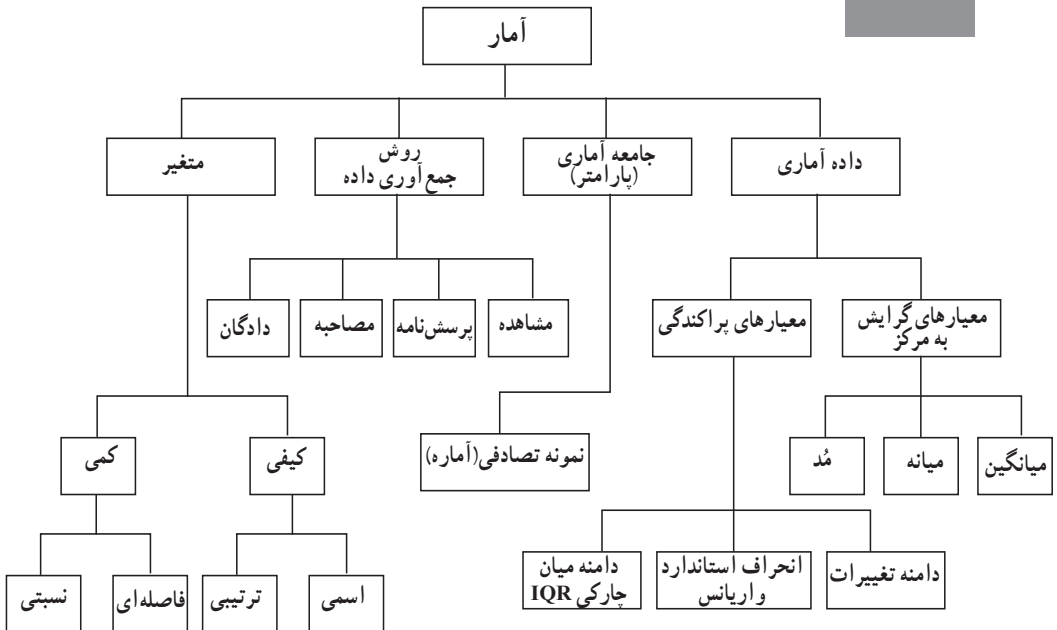 آمار
داده آماری
جامعه آماری
(پارامتر)
روش
جمع‌آوری داده
متغیر
معیارهای گرایش
به مرکز
معیارهای پراکندگی
مشاهده
پرسش‌نامه
مصاحبه
دادگان
میانگین
میانه
مُد
نمونه تصادفی(آماره)
کیفی
کمی
دامنه تغییرات
انحراف استاندارد
و اریانس
دامنه میان
چارکی IQR
اسمی
ترتیبی
فاصله‌ای
نسبتی